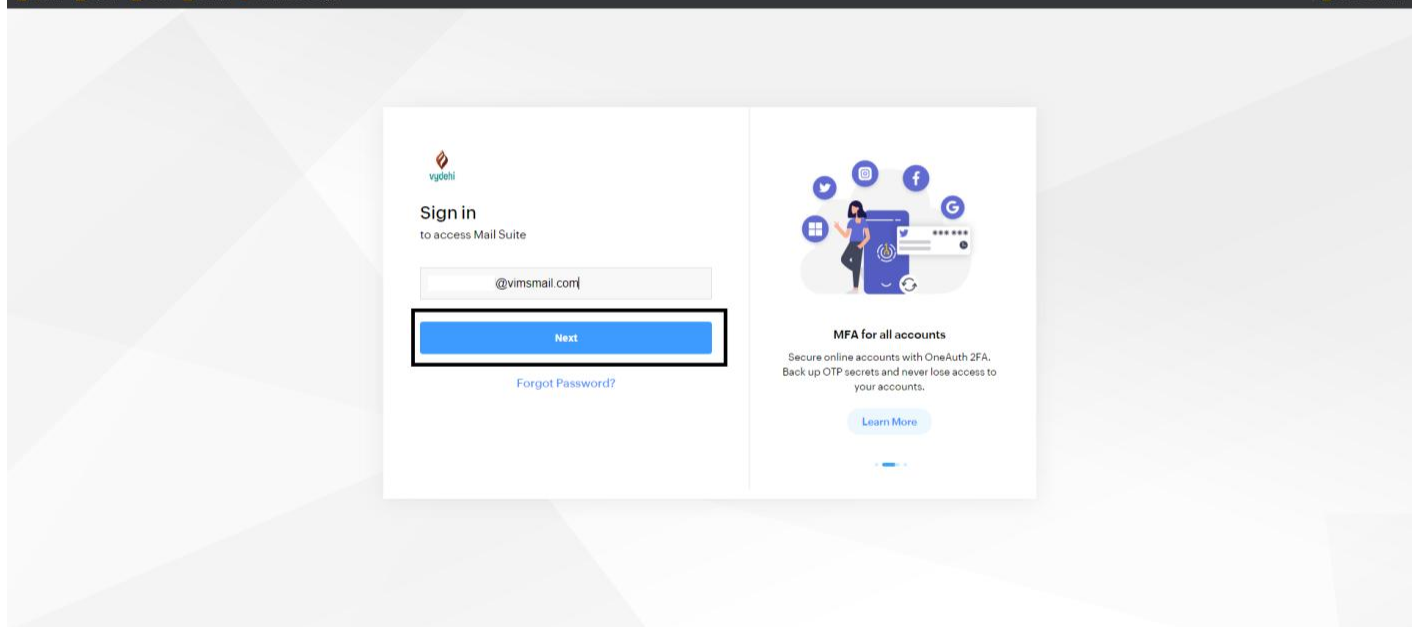 vydehi
Sign in
to access Mail Suite
@vimsmail.com
Next
Forgot Password?
MFA for all accounts
Secure online accounts with OneAuth 2FA.
Back up OTP secrets and never lose access to
your accounts.
Learn More